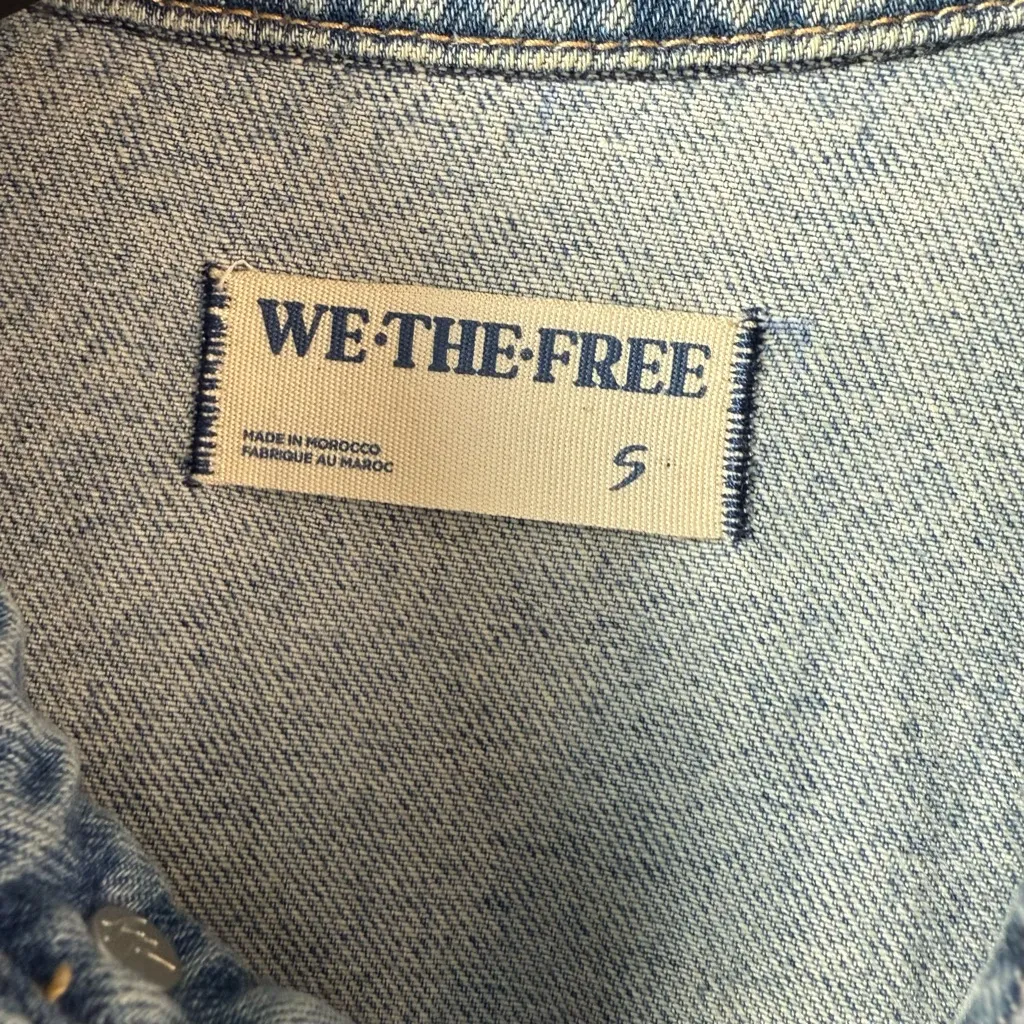 WE·THE·FREE
MADE IN MOROCCO
FABRIQUE AU MAROC
S